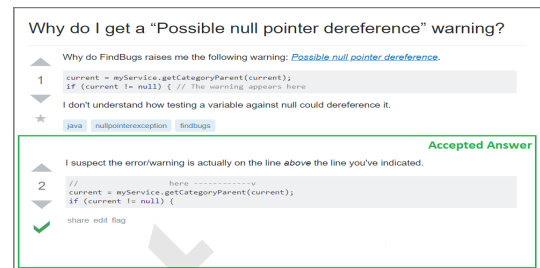 Why do I get a “Possible null pointer dereference” warning?
Why do FindBugs raises me the following warning: Possible null pointer dereference.
1
current = myService.getCategoryParent(current);
if (current != null) { // The warning appears here
I don't understand how testing a variable against null could dereference it.
java nullpointerexception findbugs
Accepted Answer
I suspect the error/warning is actually on the line above the line you've indicated.
2
// here ------------v
current = myService.getCategoryParent(current);
if (current != null) {
share edit flag